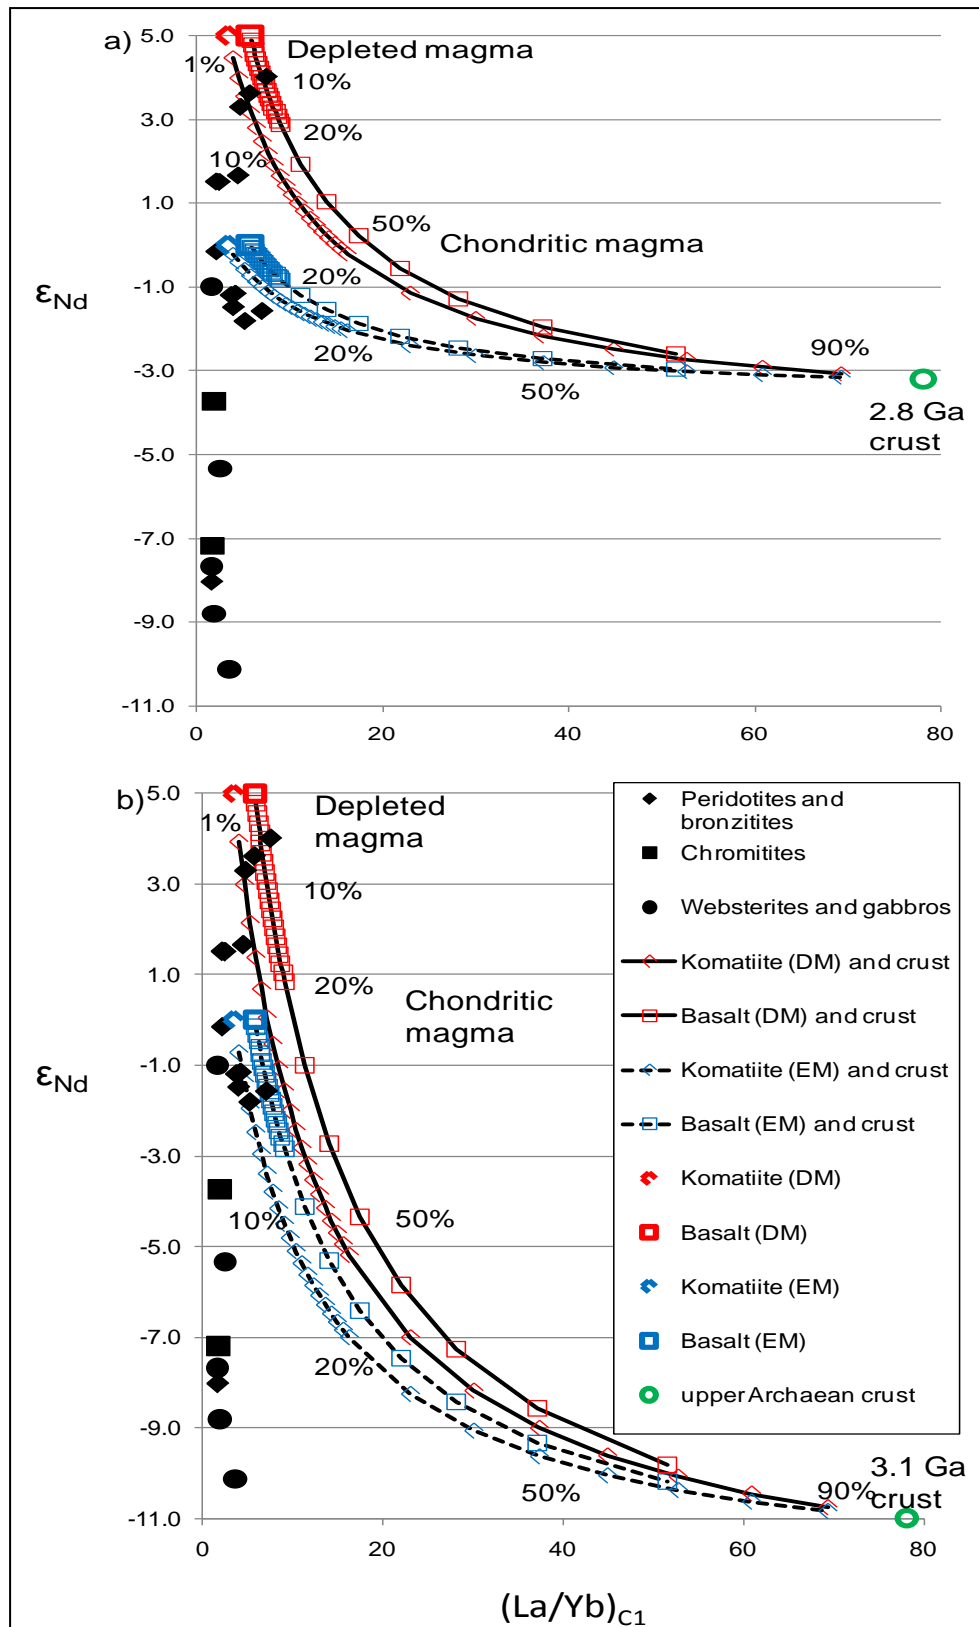 a)
5.0
3.0
1.0
-1.0
-3.0
-5.0
-7.0
-9.0
-11.0
εNd
Depleted magma
1%
10%
20%
10%
50%
Chondritic magma
20%
20%
50%
90%
2.8 Ga
crust
0
20
40
60
80
b)
5.0
3.0
1.0
-1.0
-3.0
-5.0
-7.0
-9.0
-11.0
εNd
Depleted
magma
1%
10%
20%
Chondritic
magma
10%
50%
20%
50%
90%
3.1 Ga
crust
Peridotites and
bronzitites
Chromitites
Websterites and gabbros
Komatiite (DM) and crust
Basalt (DM) and crust
Komatiite (EM) and crust
Basalt (EM) and crust
Komatiite (DM)
Basalt (DM)
Komatiite (EM)
Basalt (EM)
upper Archaean crust
0
20
40
60
80
(La/Yb)C1